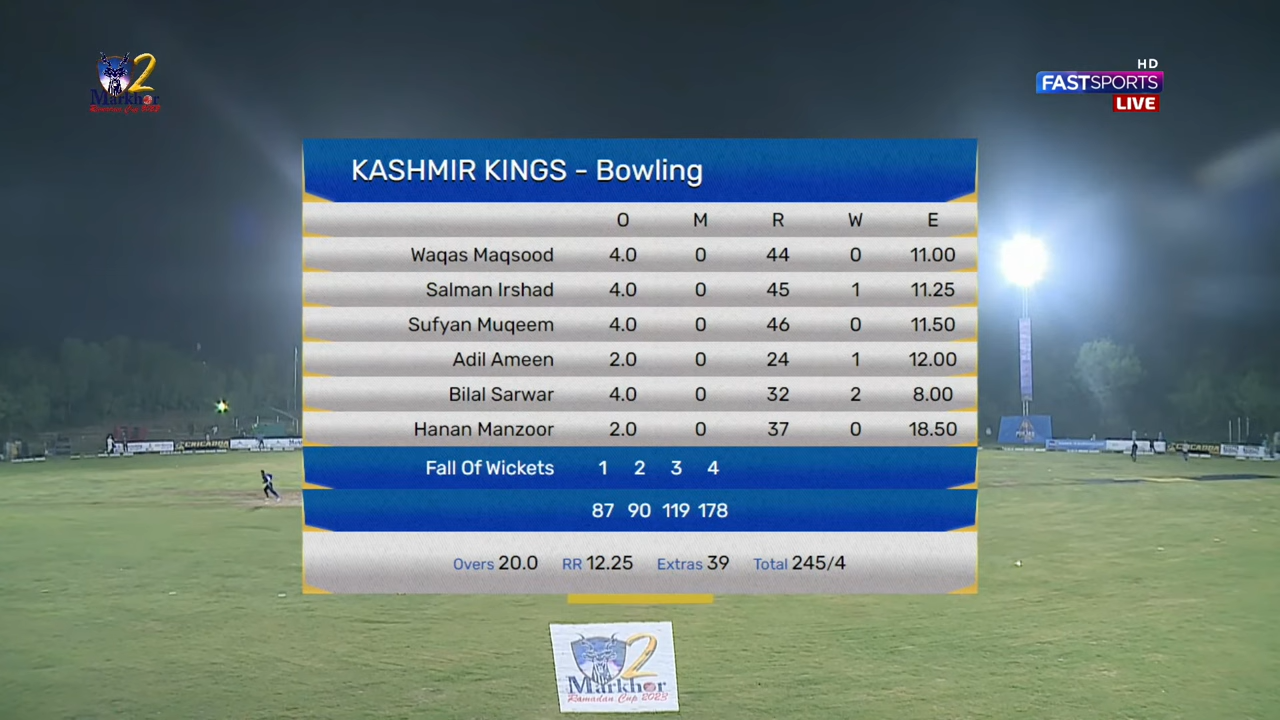 2
Markhor
HD
FASTSPORTS
LIVE
KASHMIR KINGS - Bowling
O M R W E
Waqas Maqsood 4.0 0 44 0 11.00
Salman Irshad 4.0 0 45 1 11.25
Sufyan Muqeem 4.0 0 46 0 11.50
Adil Ameen 2.0 0 24 1 12.00
Bilal Sarwar 4.0 0 32 2 8.00
Hanan Manzoor 2.0 0 37 0 18.50
Fall Of Wickets 1 2 3 4
87 90 119 178
Overs 20.0 RR 12.25 Extras 39 Total 245/4
2
Markhor
Ramadan Cup 2023